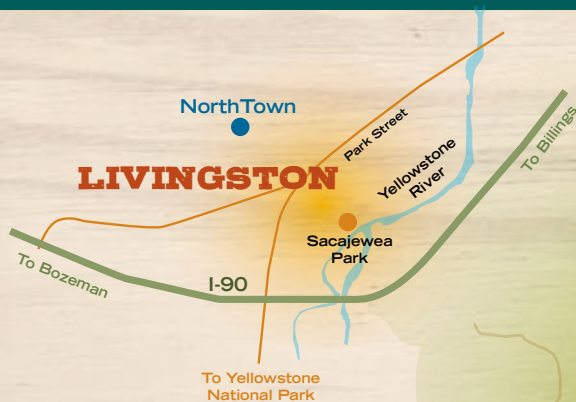 NorthTown
Park Street
LIVINGSTON
Yellowstone
River
To Billings
Sacajewea
Park
To Bozeman
I-90
To Yellowstone
National Park